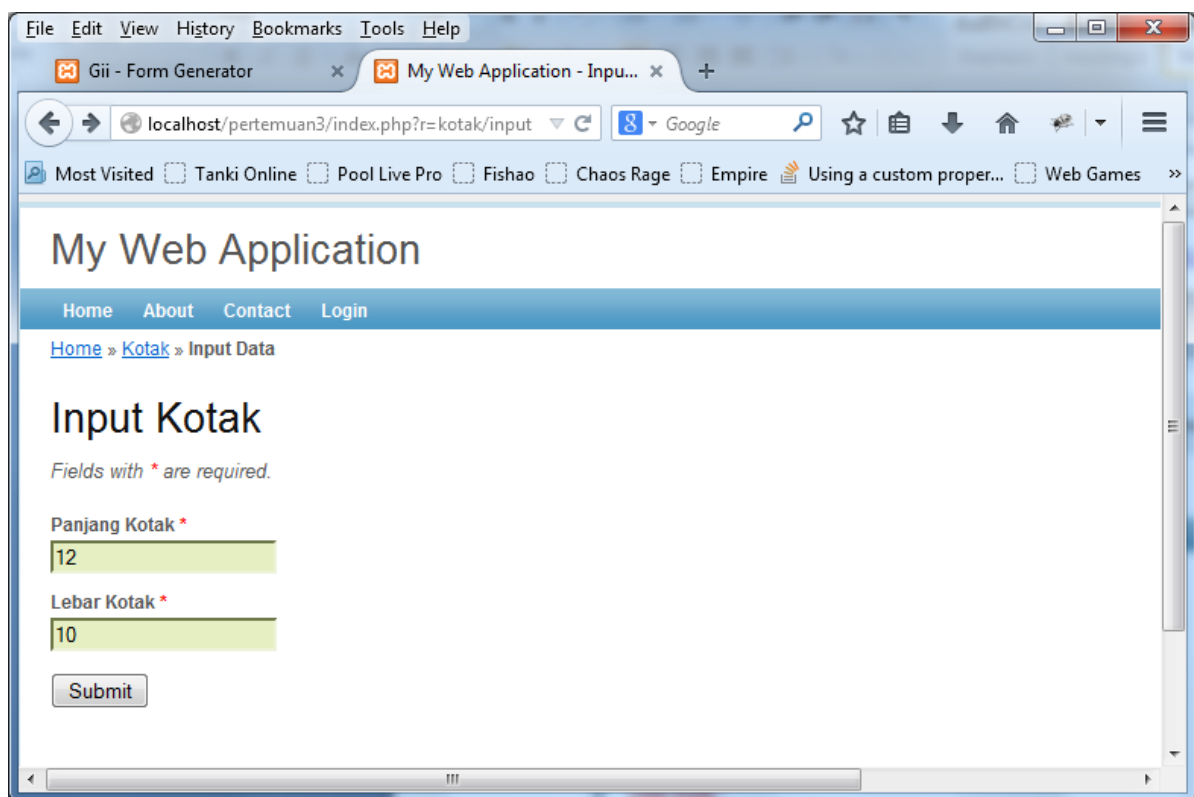 File Edit View History Bookmarks Tools Help
Gii - Form Generator
My Web Application - Inpu...
localhost/pertemuan3/index.php?r=kotak/input
Google
Most Visited Tanki Online Pool Live Pro Fishao Chaos Rage Empire Using a custom proper... Web Games »
My Web Application
Home About Contact Login
Home » Kotak » Input Data
Input Kotak
Fields with * are required.
Panjang Kotak *
12
Lebar Kotak *
10
Submit